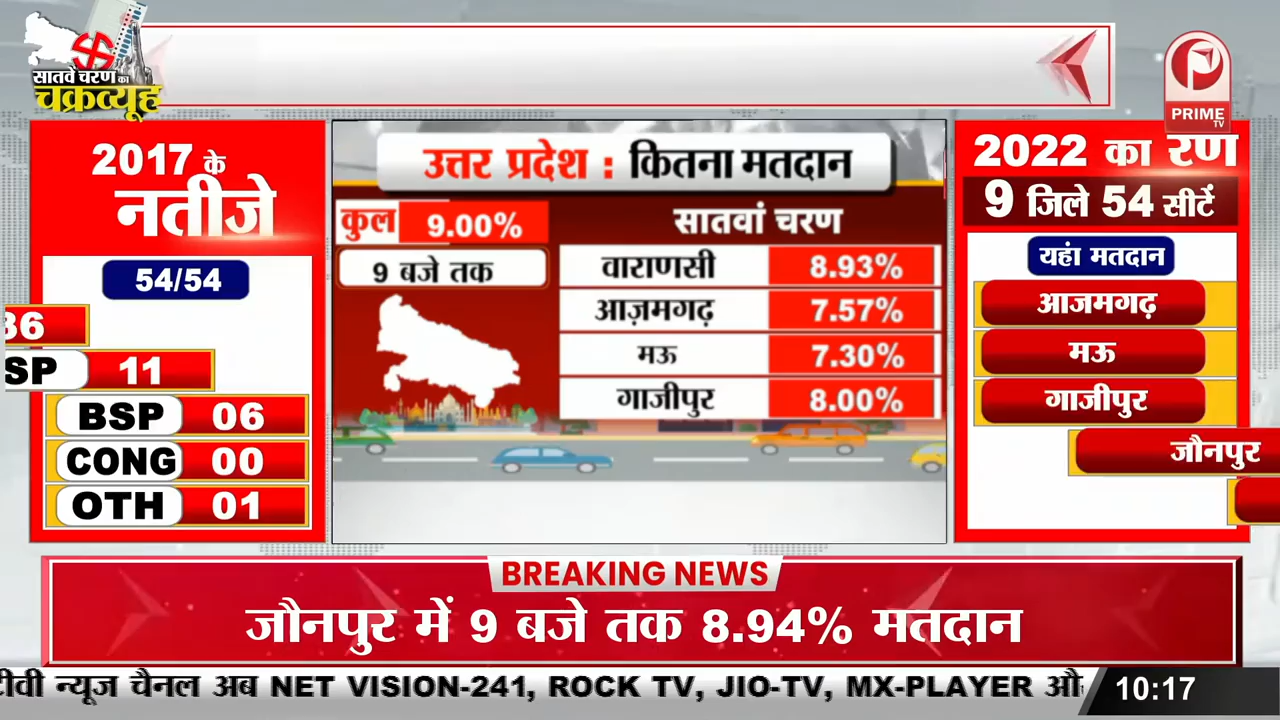 सातवें चरण का
चक्रव्यूह
PRIME
TV
2017 के
नतीजे
54/54
36
SP 11
BSP 06
CONG 00
OTH 01
उत्तर प्रदेश : कितना मतदान
कुल 9.00%
9 बजे तक
सातवां चरण
वाराणसी 8.93%
आज़मगढ़ 7.57%
मऊ 7.30%
गाजीपुर 8.00%
2022 का रण
9 जिले 54 सीटें
यहां मतदान
आजमगढ़
मऊ
गाजीपुर
जौनपुर
BREAKING NEWS
जौनपुर में 9 बजे तक 8.94% मतदान
टीवी न्यूज चैनल अब NET VISION-241, ROCK TV, JIO-TV, MX-PLAYER
10:17